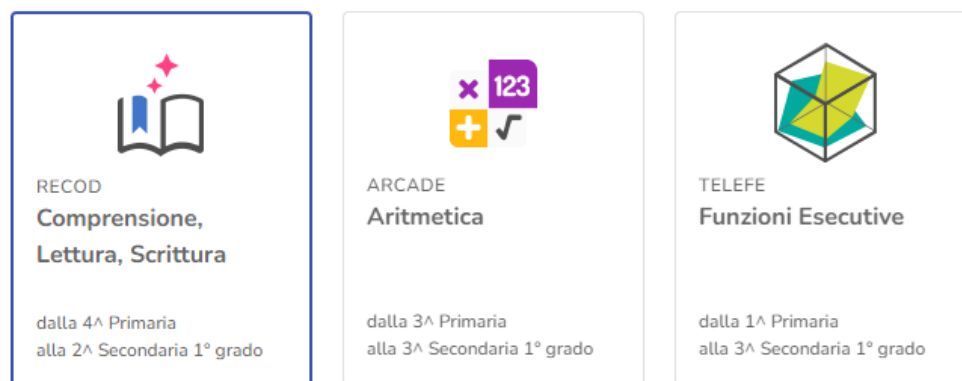 123
RECOD
Comprensione,
Lettura, Scrittura
dalla 4^ Primaria
alla 2^ Secondaria 1° grado
ARCADE
Aritmetica
dalla 3^ Primaria
alla 3^ Secondaria 1° grado
TELEFE
Funzioni Esecutive
dalla 1^ Primaria
alla 3^ Secondaria 1° grado